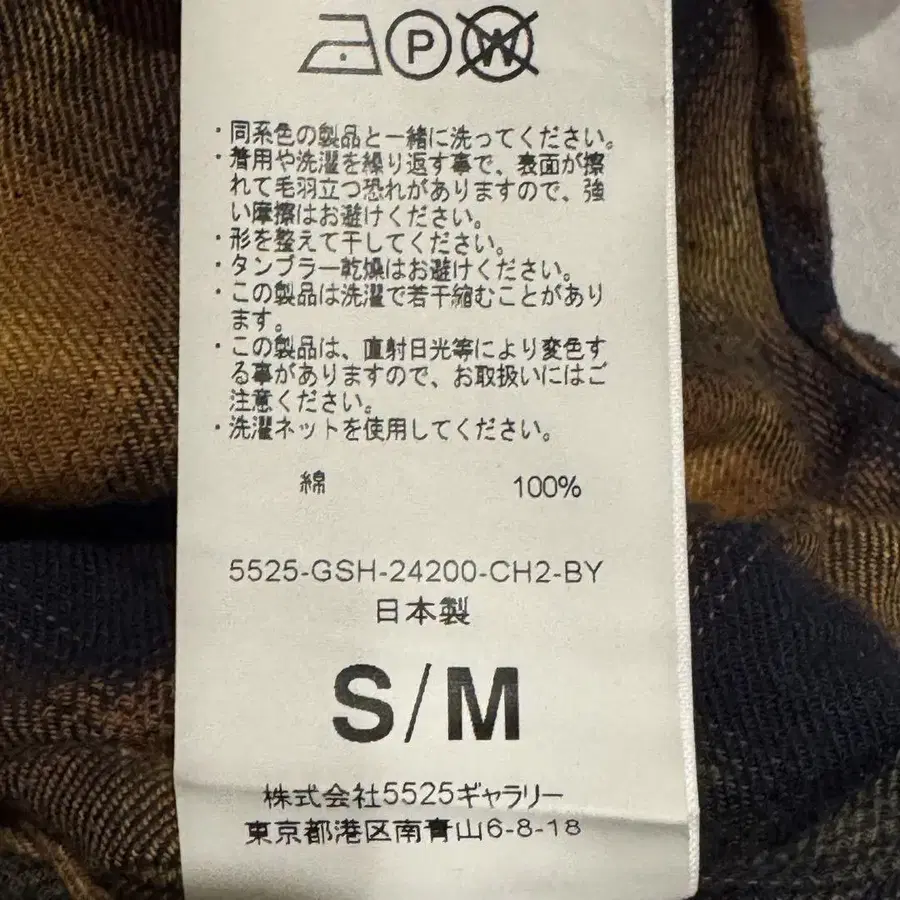 P W
・同系色の製品と一緒に洗ってください。
・着用や洗濯を繰り返す事で、表面が擦
れて毛羽立つ恐れがありますので、強
い摩擦はお避けください。
・形を整えて干してください。
・タンブラー乾燥はお避けください。
・この製品は洗濯で若干縮むことがあり
ます。
・この製品は、直射日光等により変色す
る事がありますので、お取扱いにはご
注意ください。
・洗濯ネットを使用してください。
綿 100%
5525-GSH-24200-CH2-BY
日本製
S/M
株式会社5525ギャラリー
東京都港区南青山6-8-18